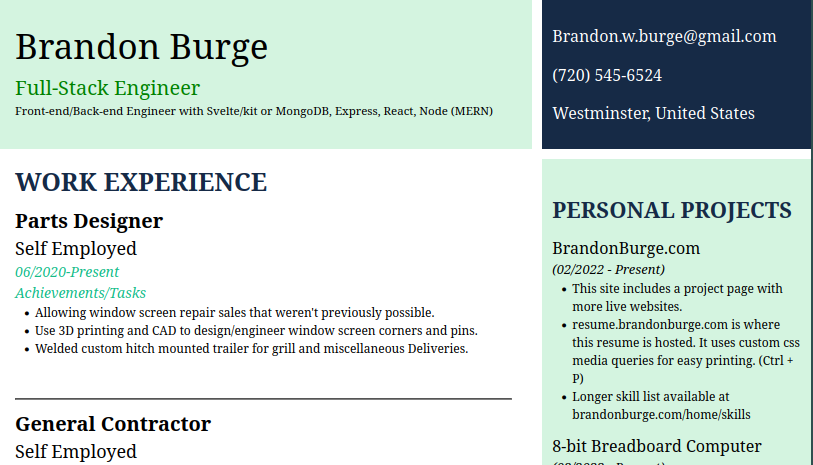 Brandon Burge
Full-Stack Engineer
Front-end/Back-end Engineer with Svelte/kit or MongoDB, Express, React, Node (MERN)
Brandon.w.burge@gmail.com
(720) 545-6524
Westminster, United States
WORK EXPERIENCE
Parts Designer
Self Employed
06/2020-Present
Achievements/Tasks
• Allowing window screen repair sales that weren't previously possible.
• Use 3D printing and CAD to design/engineer window screen corners and pins.
• Welded custom hitch mounted trailer for grill and miscellaneous Deliveries.
General Contractor
Self Employed
PERSONAL PROJECTS
BrandonBurge.com
(02/2022 - Present)
• This site includes a project page with
more live websites.
• resume.brandonburge.com is where
this resume is hosted. It uses custom css
media queries for easy printing. (Ctrl +
P)
• Longer skill list available at
brandonburge.com/home/skills
8-bit Breadboard Computer